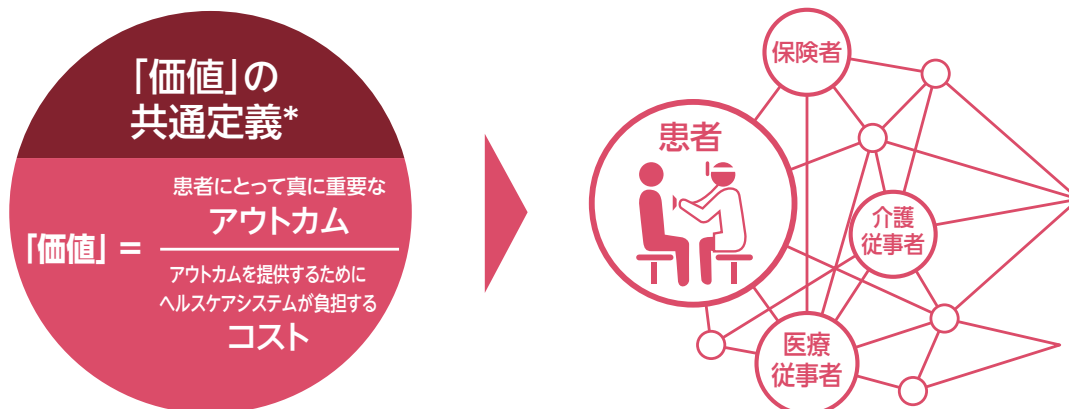 「価値」の
共通定義*
「価値」 =
患者にとって真に重要な
アウトカム
アウトカムを提供するために
ヘルスケアシステムが負担する
コスト
保険者
患者
介護
従事者
医療
従事者